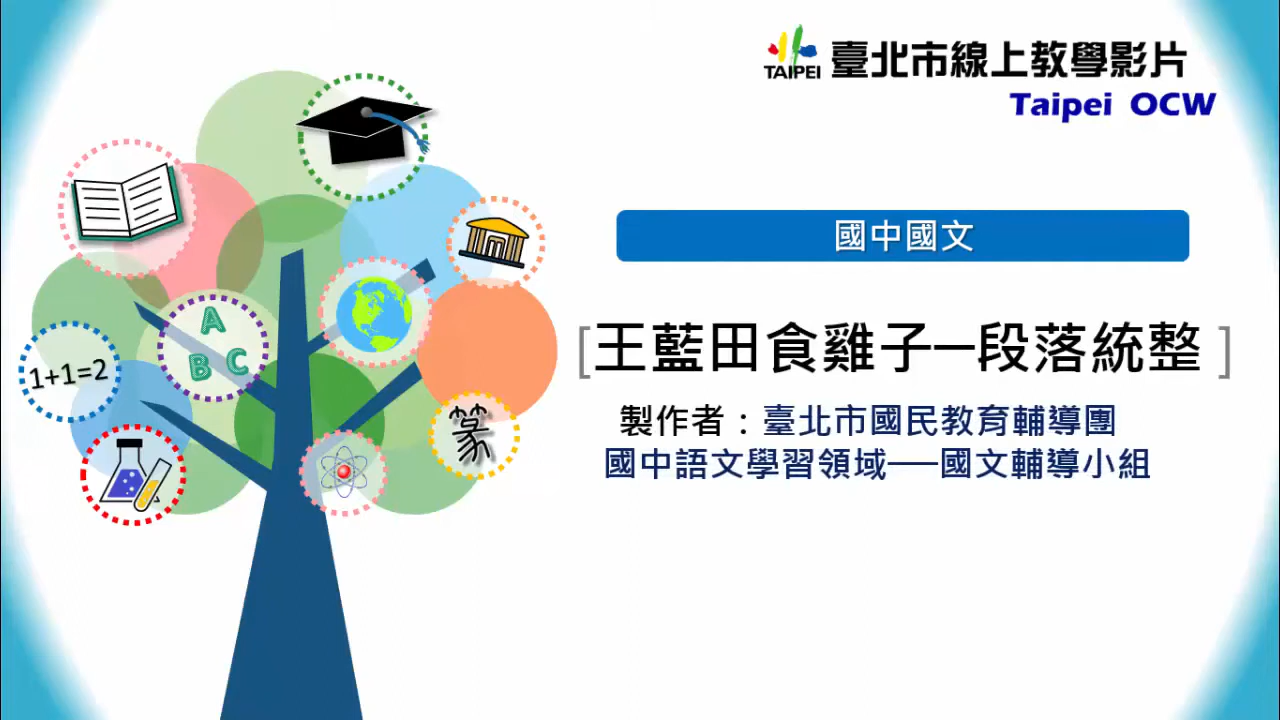 TAIPEI 臺北市線上教學影片
Taipei OCW
國中國文
[王藍田食雞子─段落統整]
製作者：臺北市國民教育輔導團
國中語文學習領域──國文輔導小組
A
B C
1+1=2
篆